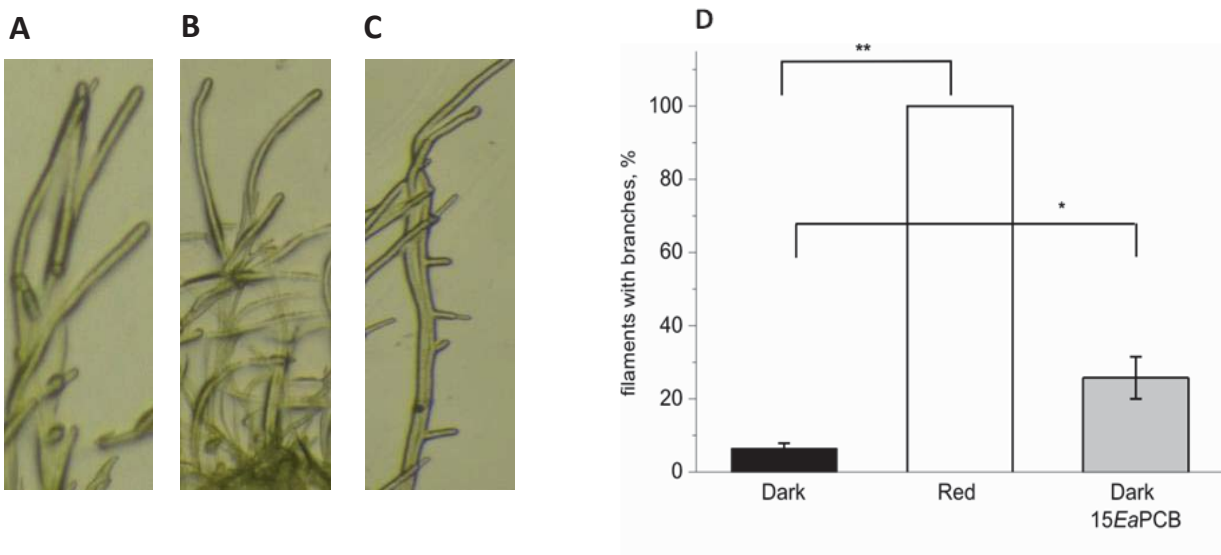 A
B
C
D
**
*
filaments with branches, %
100
80
60
40
20
0
Dark
Red
Dark
15EaPCB